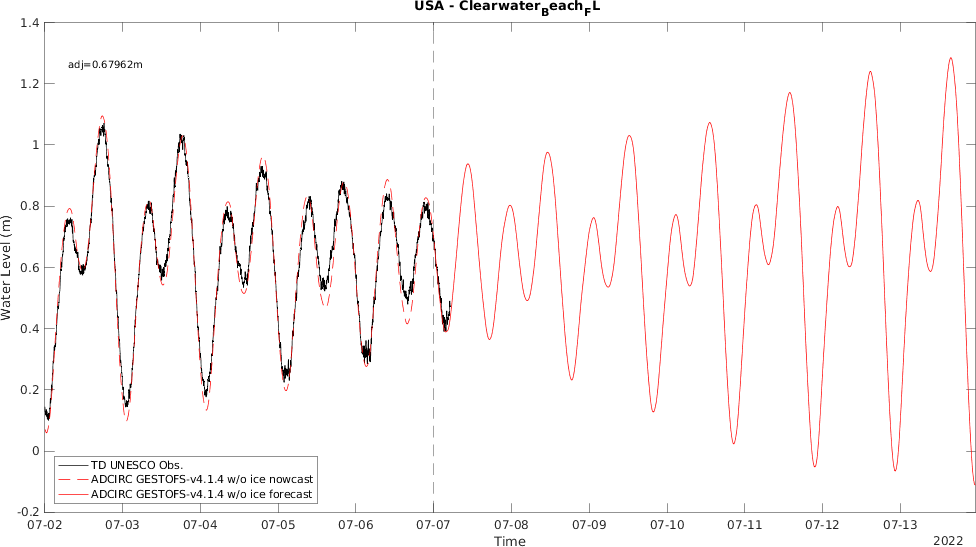 USA - Clearwater_Beach_FL
1.4
adj=0.67962m
1.2
1
0.8
0.6
0.4
0.2
0
-0.2
Water Level (m)
TD UNESCO Obs.
ADCIRC GESTOFS-v4.1.4 w/o ice nowcast
ADCIRC GESTOFS-v4.1.4 w/o ice forecast
07-02 07-03 07-04 07-05 07-06 07-07 07-08 07-09 07-10 07-11 07-12 07-13
Time
2022